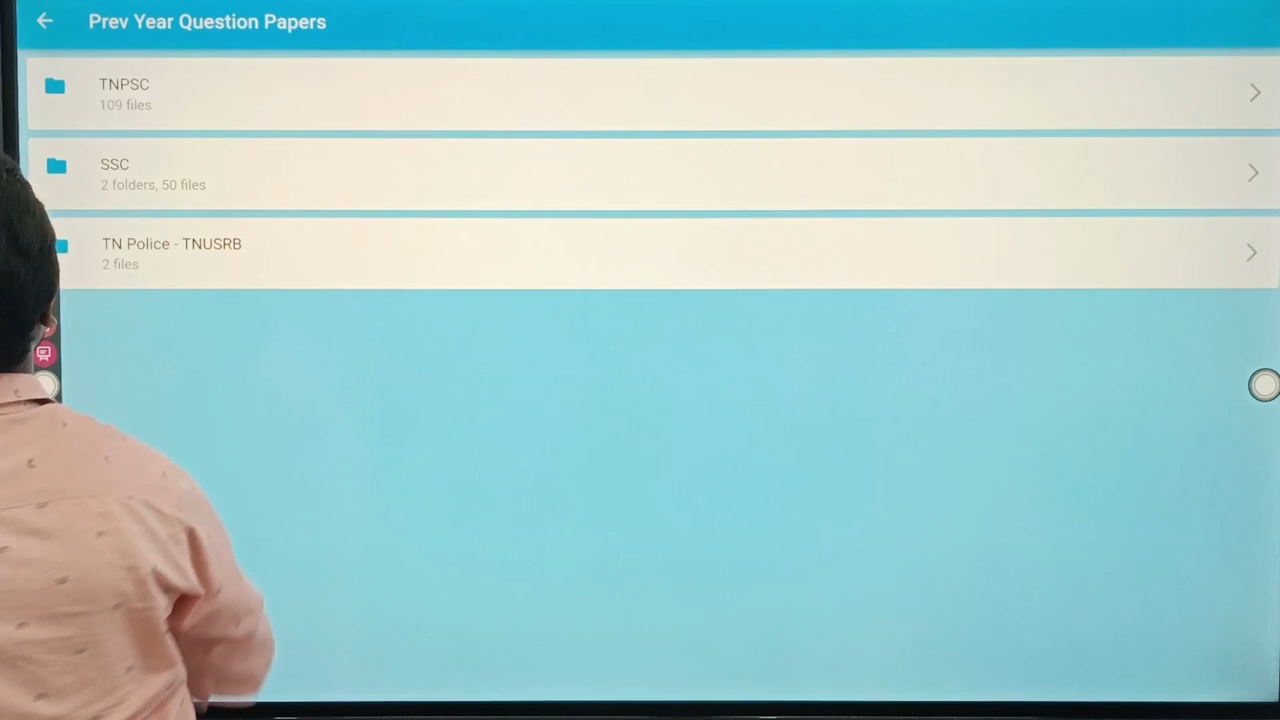 Prev Year Question Papers
TNPSC
109 files
SSC
2 folders, 50 files
TN Police - TNUSRB
2 files